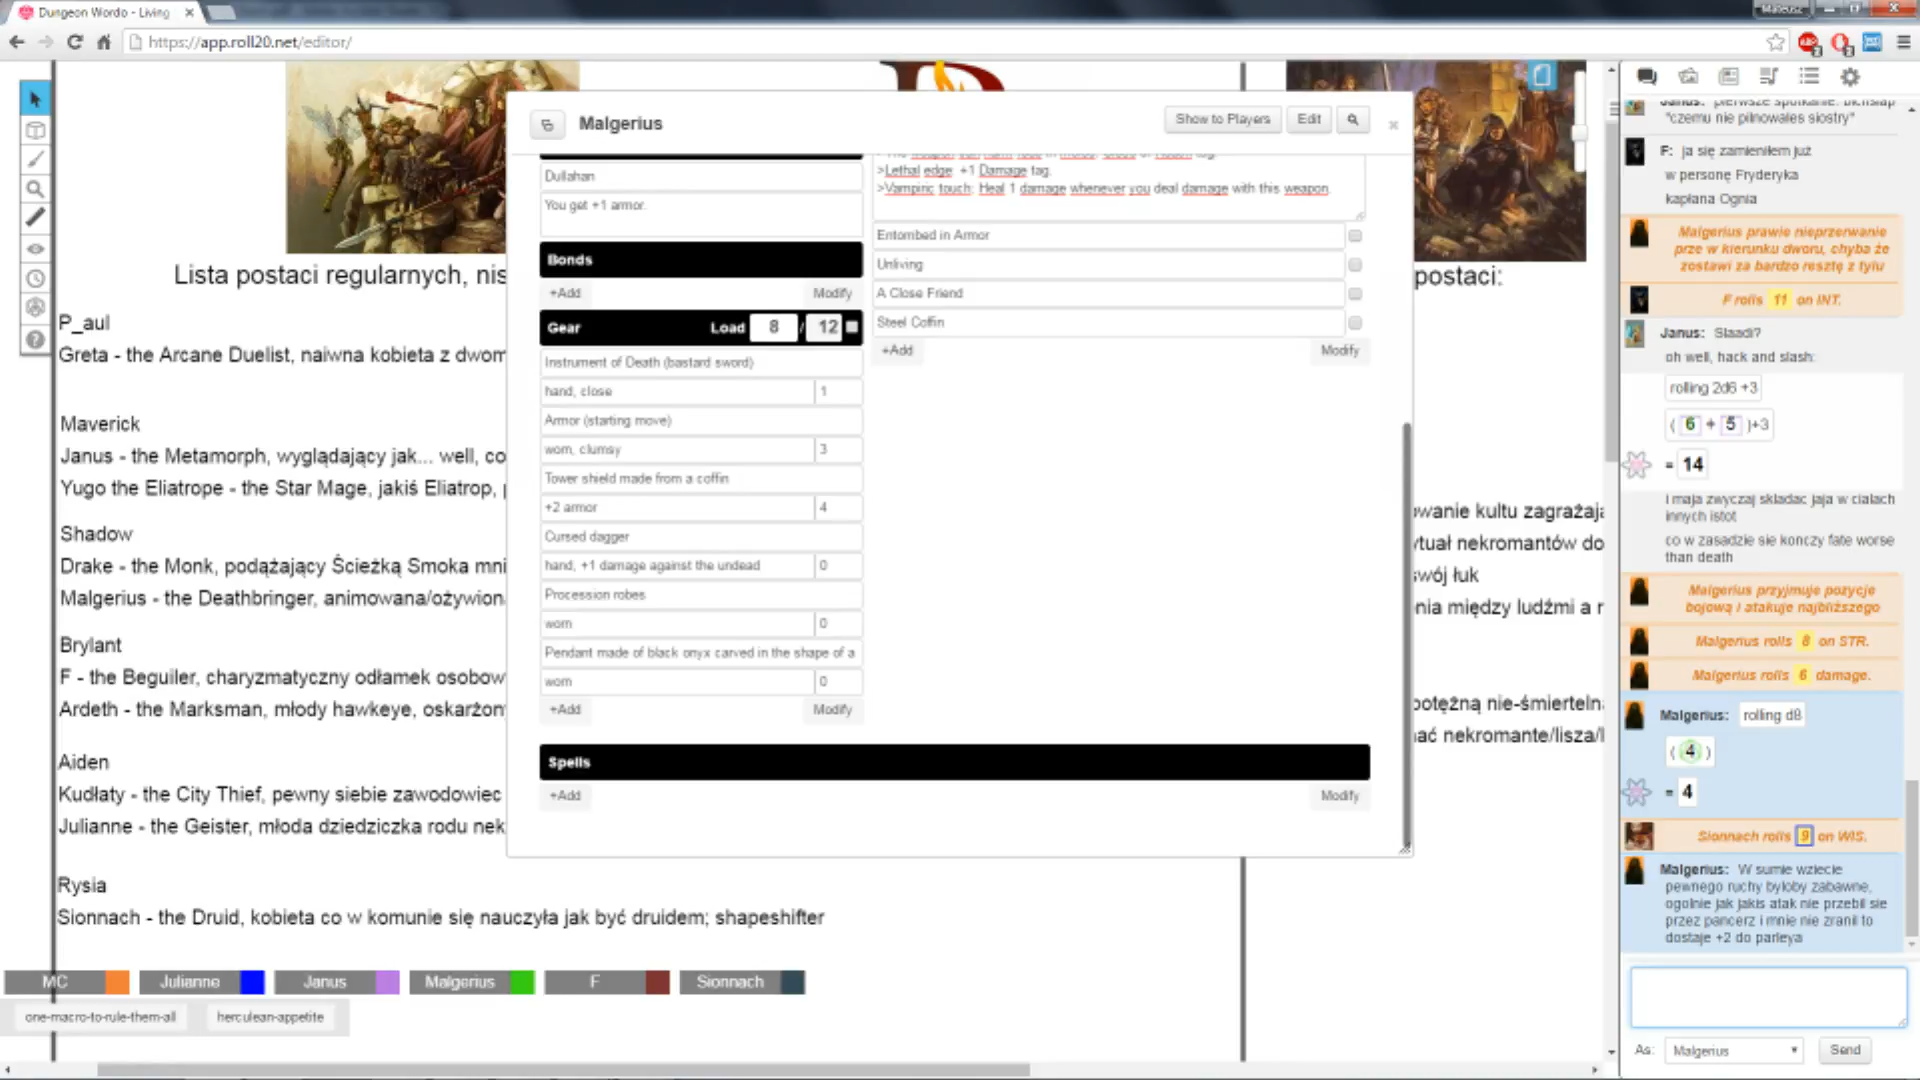 Dungeon Wordo - Living
Mateusz
https://app.roll20.net/editor/
Lista postaci regularnych, nis
postaci:
P_aul
Greta - the Arcane Duelist, naiwna kobieta z dwom
Maverick
Janus - the Metamorph, wyglądający jak... well, co
Yugo the Eliatrope - the Star Mage, jakiś Eliatrop,
Shadow
Drake - the Monk, podążający Ścieżką Smoka mni
Malgerius - the Deathbringer, animowana/ożywion
Brylant
F - the Beguiler, charyzmatyczny odłamek osobow
Ardeth - the Marksman, młody hawkeye, oskarżon
Aiden
Kudłaty - the City Thief, pewny siebie zawodowiec
Julianne - the Geister, młoda dziedziczka rodu nek
Rysia
Sionnach - the Druid, kobieta co w komunie się nauczyła jak być druidem; shapeshifter
owanie kultu zagrażają
rytuał nekromantów do
swój łuk
nia między ludźmi a
potężną nie-śmierteln
ać nekromante/lisza/
Malgerius
Show to Players
Edit
Dullahan
You get +1 armor.
Bonds
+Add
Modify
Gear
Load 8 / 12
Instrument of Death (bastard sword)
hand, close 1
Armor (starting move)
worn, clumsy 3
Tower shield made from a coffin
+2 armor 4
Cursed dagger
hand, +1 damage against the undead 0
Procession robes
worn 0
Pendant made of black onyx carved in the shape of a
worn 0
+Add
Modify
>Lethal edge: +1 Damage tag.
>Vampiric touch: Heal 1 damage whenever you deal damage with this weapon.
Entombed in Armor
Unliving
A Close Friend
Steel Coffin
+Add
Modify
Spells
+Add
Modify
MC
Julianne
Janus
Malgerius
F
Sionnach
one-macro-to-rule-them-all
herculean-appetite
"czemu nie pilnowales siostry"
F: ja się zamieniłem już
w personę Fryderyka
kapłana Ognia
Malgerius prawie nieprzerwanie
prze w kierunku dworu, chyba że
zostawi za bardzo resztę z tylu
F rolls 11 on INT.
Janus: Slaadi?
oh well, hack and slash:
rolling 2d6 +3
( 6 + 5 )+3
= 14
i maja zwyczaj skladac jaja w cialach
innych istot
co w zasadzie sie konczy fate worse
than death
Malgerius przyjmuje pozycje
bojową i atakuje najbliższego
Malgerius rolls 8 on STR.
Malgerius rolls 6 damage.
Malgerius: rolling d8
( 4 )
= 4
Sionnach rolls 9 on WIS.
Malgerius: W sumie wziecie
pewnego ruchy byloby zabawne,
ogolnie jak jakis atak nie przebil sie
przez pancerz i mnie nie zranil to
dostaje +2 do parleya
As: Malgerius
Send